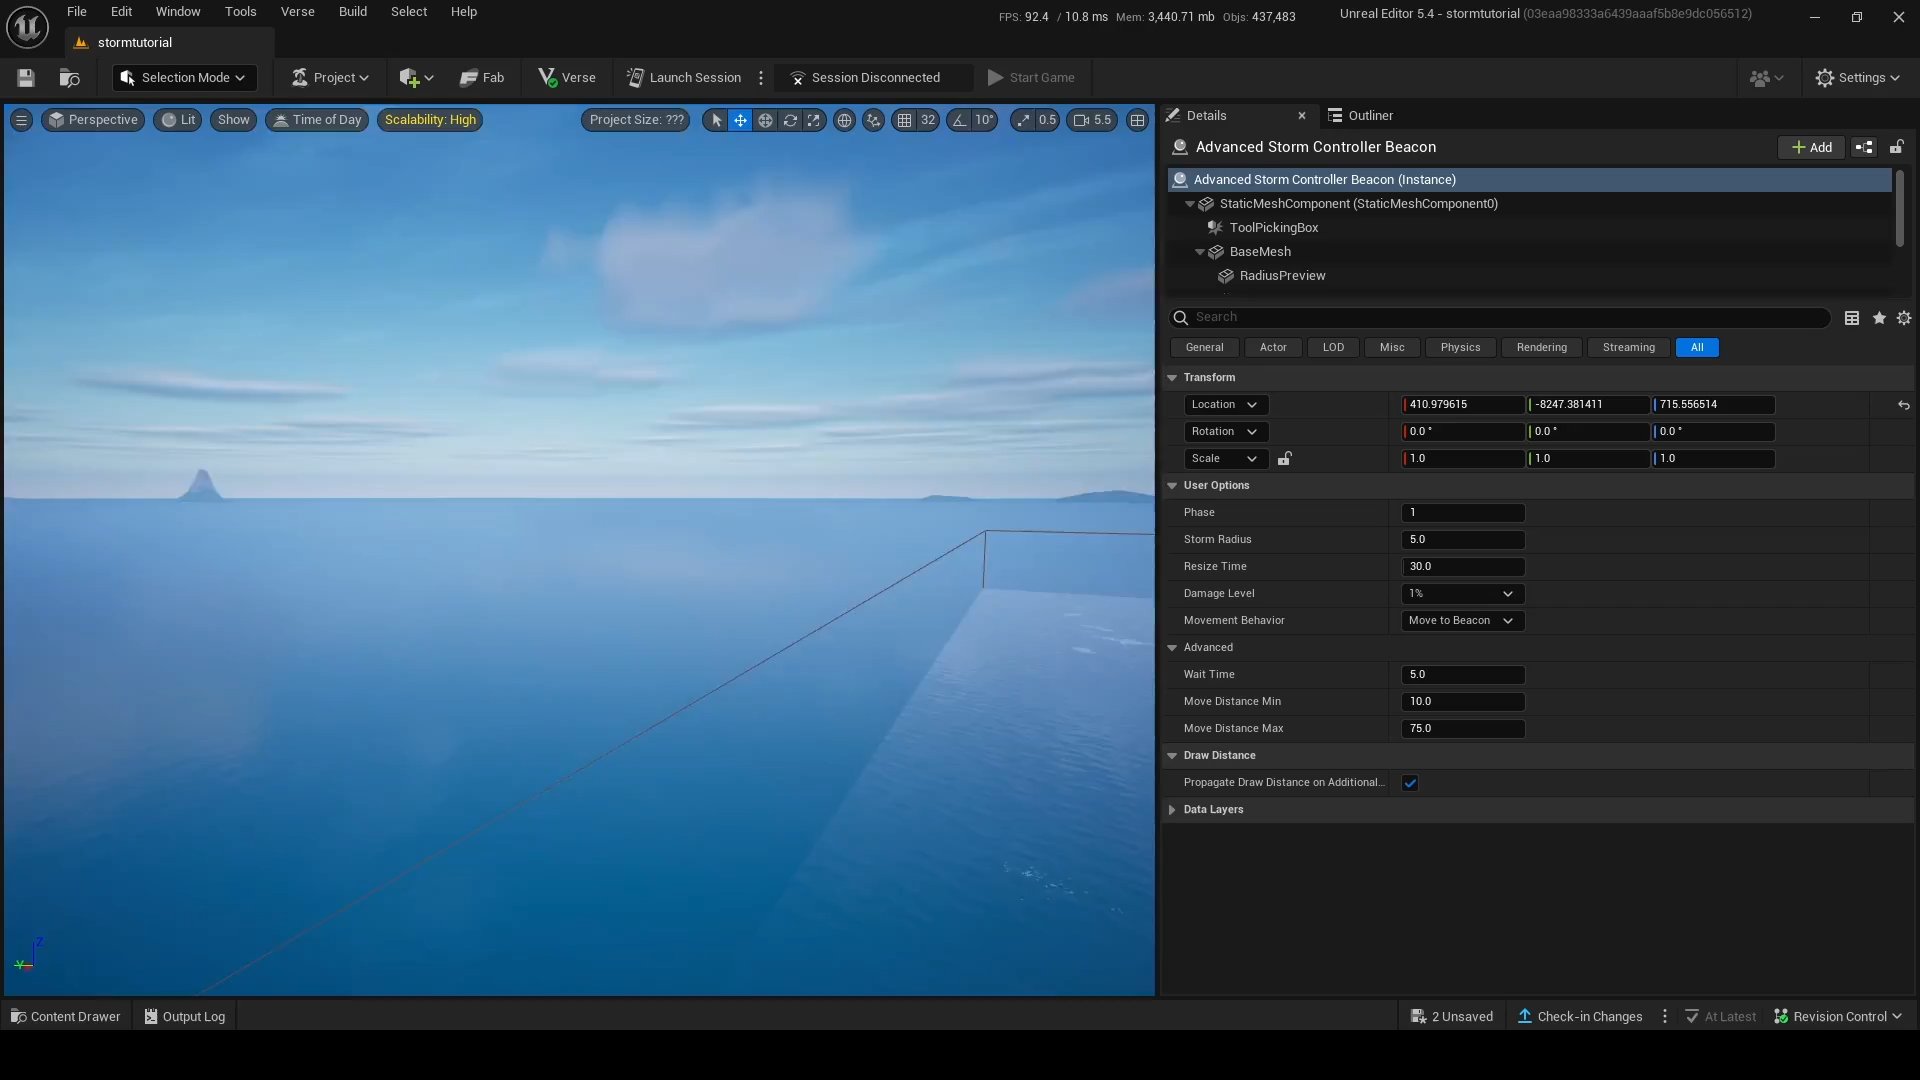 File Edit Window Tools Verse Build Select Help
FPS: 92.4 / 10.8 ms Mem: 3,440.71 mb Objs: 437,483
Unreal Editor 5.4 - stormtutorial (03eaa98333a6439aaaf5b8e9dc056512)
stormtutorial
Selection Mode Project Fab Verse Launch Session Session Disconnected Start Game Settings
Perspective Lit Show Time of Day Scalability: High Project Size: ??? 32 10° 0.5 5.5
Details Outliner
Advanced Storm Controller Beacon Add
Advanced Storm Controller Beacon (Instance)
StaticMeshComponent (StaticMeshComponent0)
ToolPickingBox
BaseMesh
RadiusPreview
Search
General Actor LOD Misc Physics Rendering Streaming All
Transform
Location 410.979615 -8247.381411 715.556514
Rotation 0.0 ° 0.0 ° 0.0 °
Scale 1.0 1.0 1.0
User Options
Phase 1
Storm Radius 5.0
Resize Time 30.0
Damage Level 1%
Movement Behavior Move to Beacon
Advanced
Wait Time 5.0
Move Distance Min 10.0
Move Distance Max 75.0
Draw Distance
Propagate Draw Distance on Additional...
Data Layers
Z
Y
Content Drawer Output Log 2 Unsaved Check-in Changes At Latest Revision Control